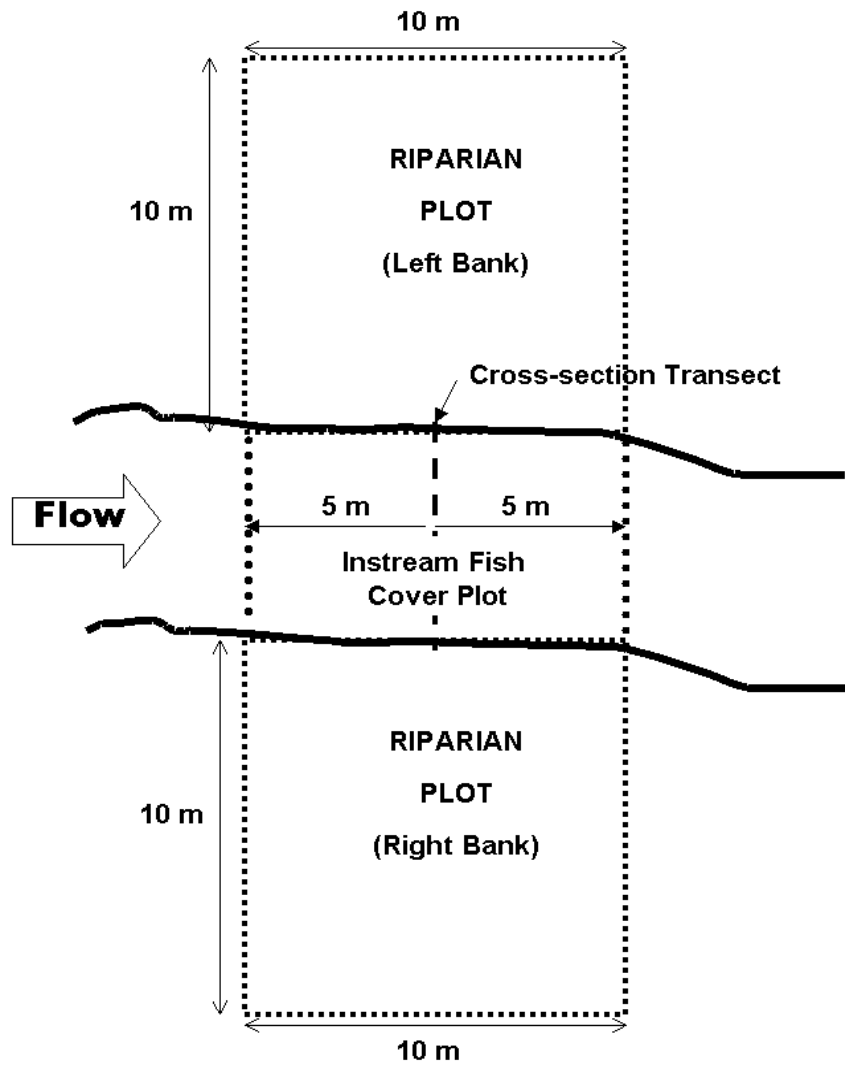 10 m
RIPARIAN
PLOT
(Left Bank)
10 m
Cross-section Transect
Flow
5 m
5 m
Instream Fish
Cover Plot
RIPARIAN
PLOT
(Right Bank)
10 m
10 m